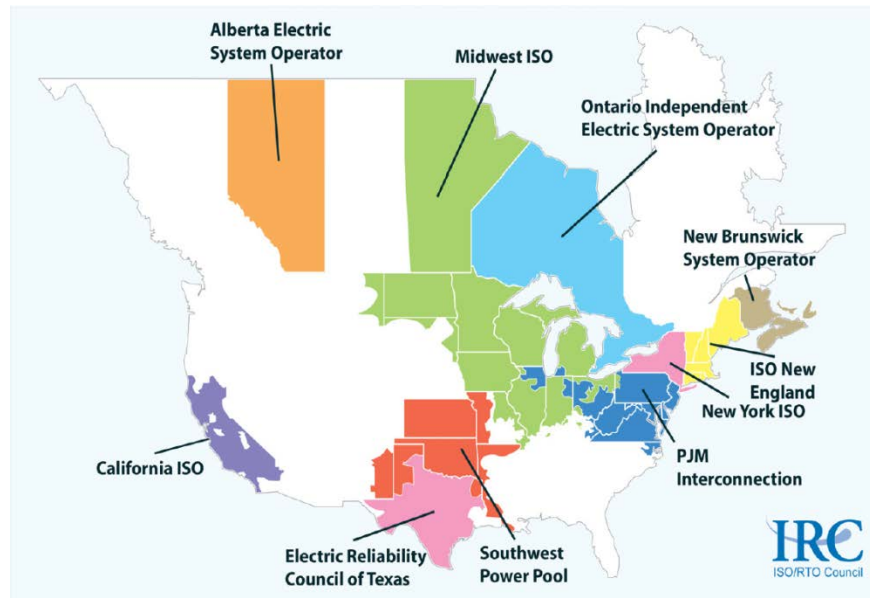 Alberta Electric
System Operator
Midwest ISO
Ontario Independent
Electric System Operator
New Brunswick
System Operator
ISO New
England
New York ISO
PJM
Interconnection
California ISO
Electric Reliability
Council of Texas
Southwest
Power Pool
IRC
ISO/RTO Council